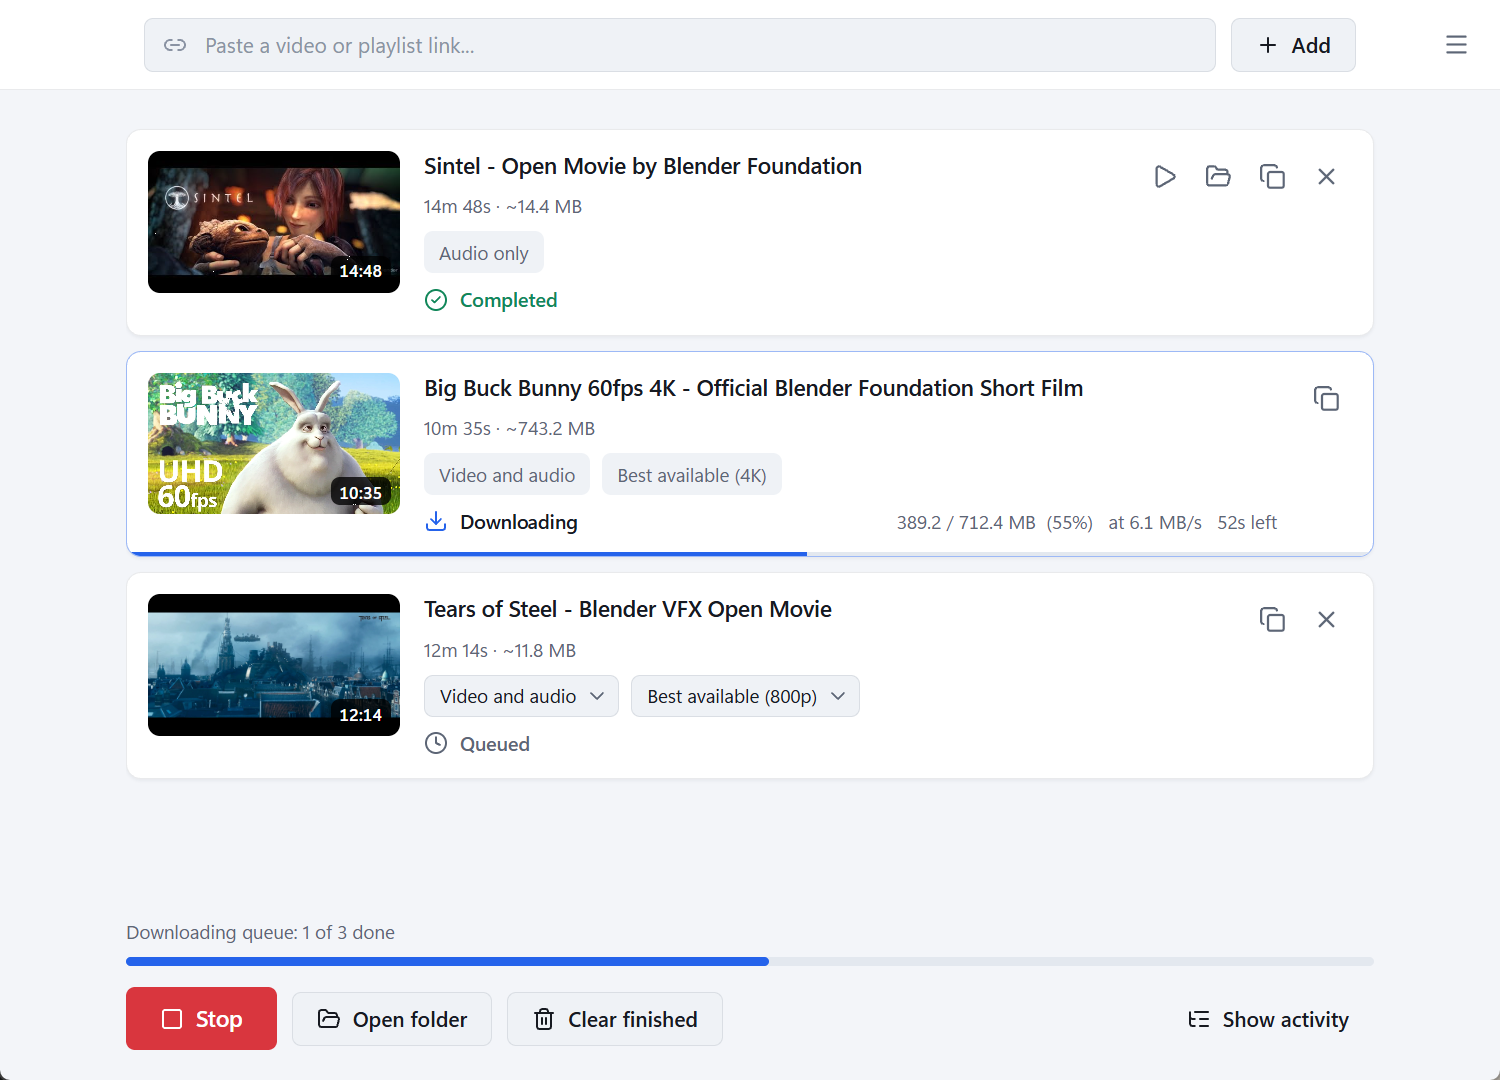 Paste a video or playlist link...
Add
SINTEL
14:48
Sintel - Open Movie by Blender Foundation
14m 48s · ~14.4 MB
Audio only
Completed
Big Buck
BUNNY
UHD
60fps
10:35
Big Buck Bunny 60fps 4K - Official Blender Foundation Short Film
10m 35s · ~743.2 MB
Video and audio
Best available (4K)
Downloading
389.2 / 712.4 MB (55%) at 6.1 MB/s 52s left
12:14
Tears of Steel - Blender VFX Open Movie
12m 14s · ~11.8 MB
Video and audio
Best available (800p)
Queued
Downloading queue: 1 of 3 done
Stop
Open folder
Clear finished
Show activity